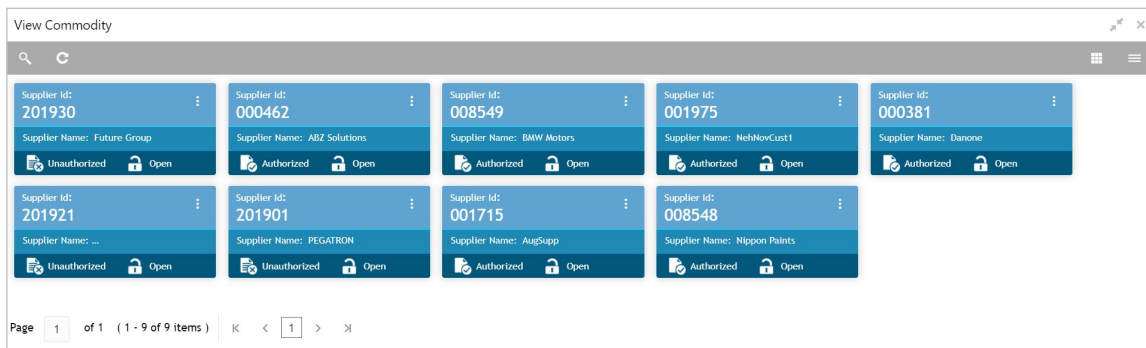 View Commodity
Supplier Id: Supplier Id: Supplier Id: Supplier Id: Supplier Id:
201930 000462 008549 001975 000381
Supplier Name: Future Group Supplier Name: ABZ Solutions Supplier Name: BMW Motors Supplier Name: NehNovCust1 Supplier Name: Danone
Unauthorized Open Authorized Open Authorized Open Authorized Open Authorized Open
Supplier Id: Supplier Id: Supplier Id: Supplier Id:
201921 201901 001715 008548
Supplier Name: ... Supplier Name: PEGATRON Supplier Name: AugSupp Supplier Name: Nippon Paints
Unauthorized Open Unauthorized Open Authorized Open Authorized Open
Page 1 of 1 ( 1 - 9 of 9 items ) 1